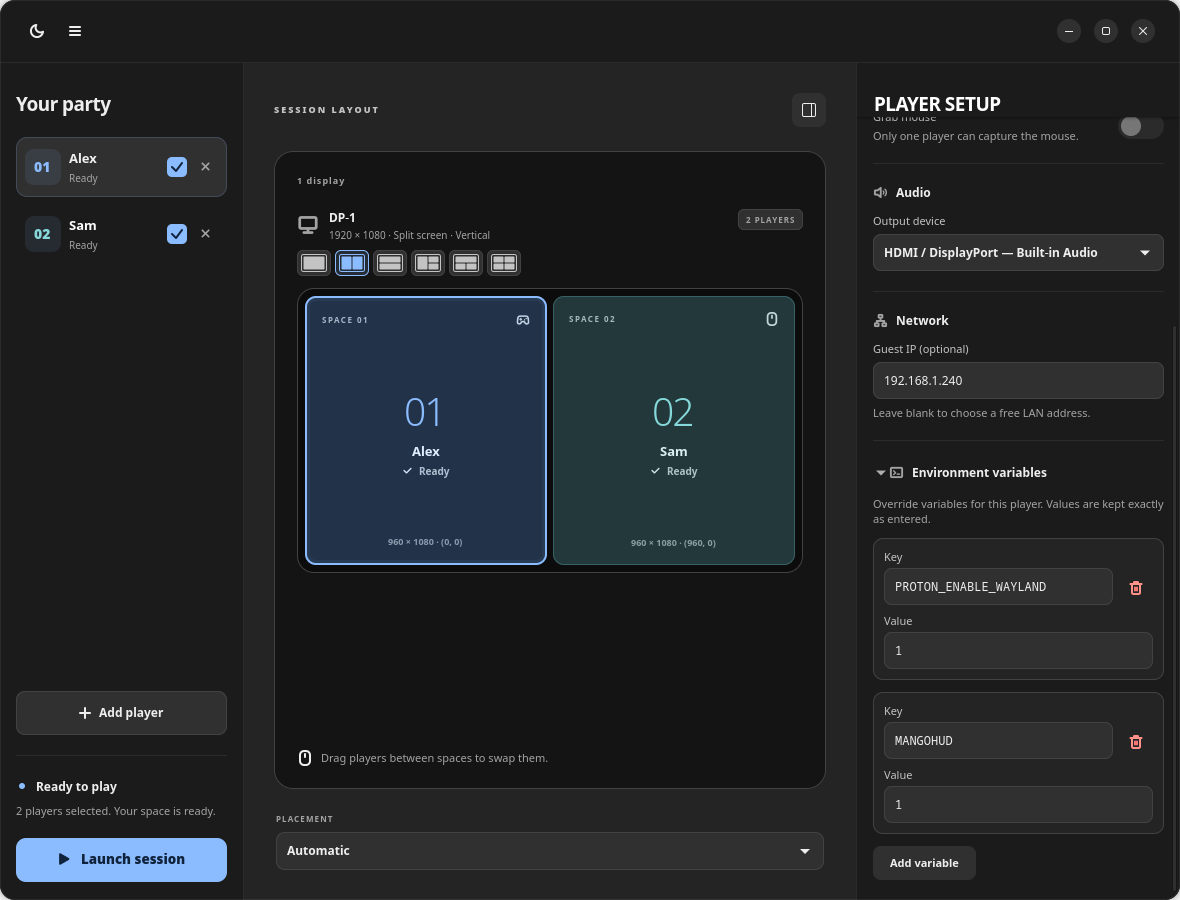 Your party
01
Alex
Ready
02
Sam
Ready
Add player
Ready to play
2 players selected. Your space is ready.
Launch session
SESSION LAYOUT
1 display
DP-1
1920 × 1080 · Split screen · Vertical
2 PLAYERS
SPACE 01
01
Alex
Ready
960 × 1080 · (0, 0)
SPACE 02
02
Sam
Ready
960 × 1080 · (960, 0)
Drag players between spaces to swap them.
PLACEMENT
Automatic
PLAYER SETUP
Grab mouse
Only one player can capture the mouse.
Audio
Output device
HDMI / DisplayPort — Built-in Audio
Network
Guest IP (optional)
192.168.1.240
Leave blank to choose a free LAN address.
Environment variables
Override variables for this player. Values are kept exactly
as entered.
Key
PROTON_ENABLE_WAYLAND
Value
1
Key
MANGOHUD
Value
1
Add variable